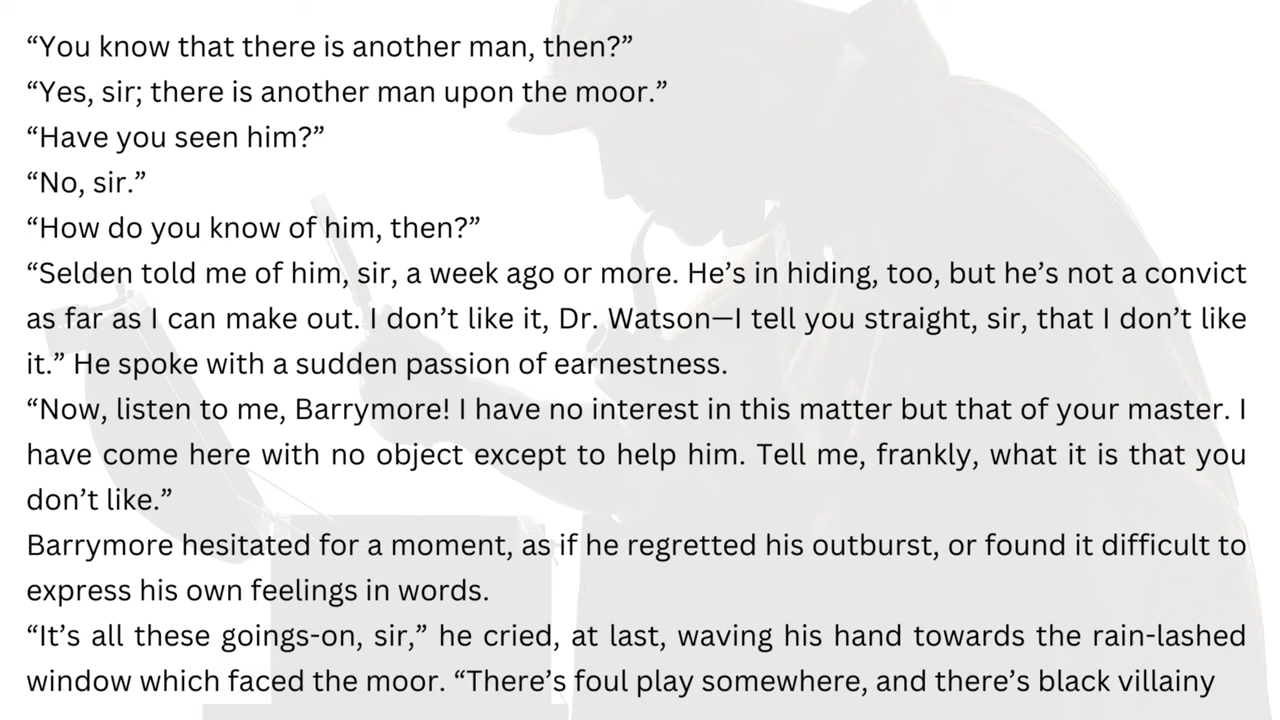 “You know that there is another man, then?”
“Yes, sir; there is another man upon the moor.”
“Have you seen him?”
“No, sir.”
“How do you know of him, then?”
“Selden told me of him, sir, a week ago or more. He’s in hiding, too, but he’s not a convict
as far as I can make out. I don’t like it, Dr. Watson—I tell you straight, sir, that I don’t like
it.” He spoke with a sudden passion of earnestness.
“Now, listen to me, Barrymore! I have no interest in this matter but that of your master. I
have come here with no object except to help him. Tell me, frankly, what it is that you
don’t like.”
Barrymore hesitated for a moment, as if he regretted his outburst, or found it difficult to
express his own feelings in words.
“It’s all these goings-on, sir,” he cried, at last, waving his hand towards the rain-lashed
window which faced the moor. “There’s foul play somewhere, and there’s black villainy